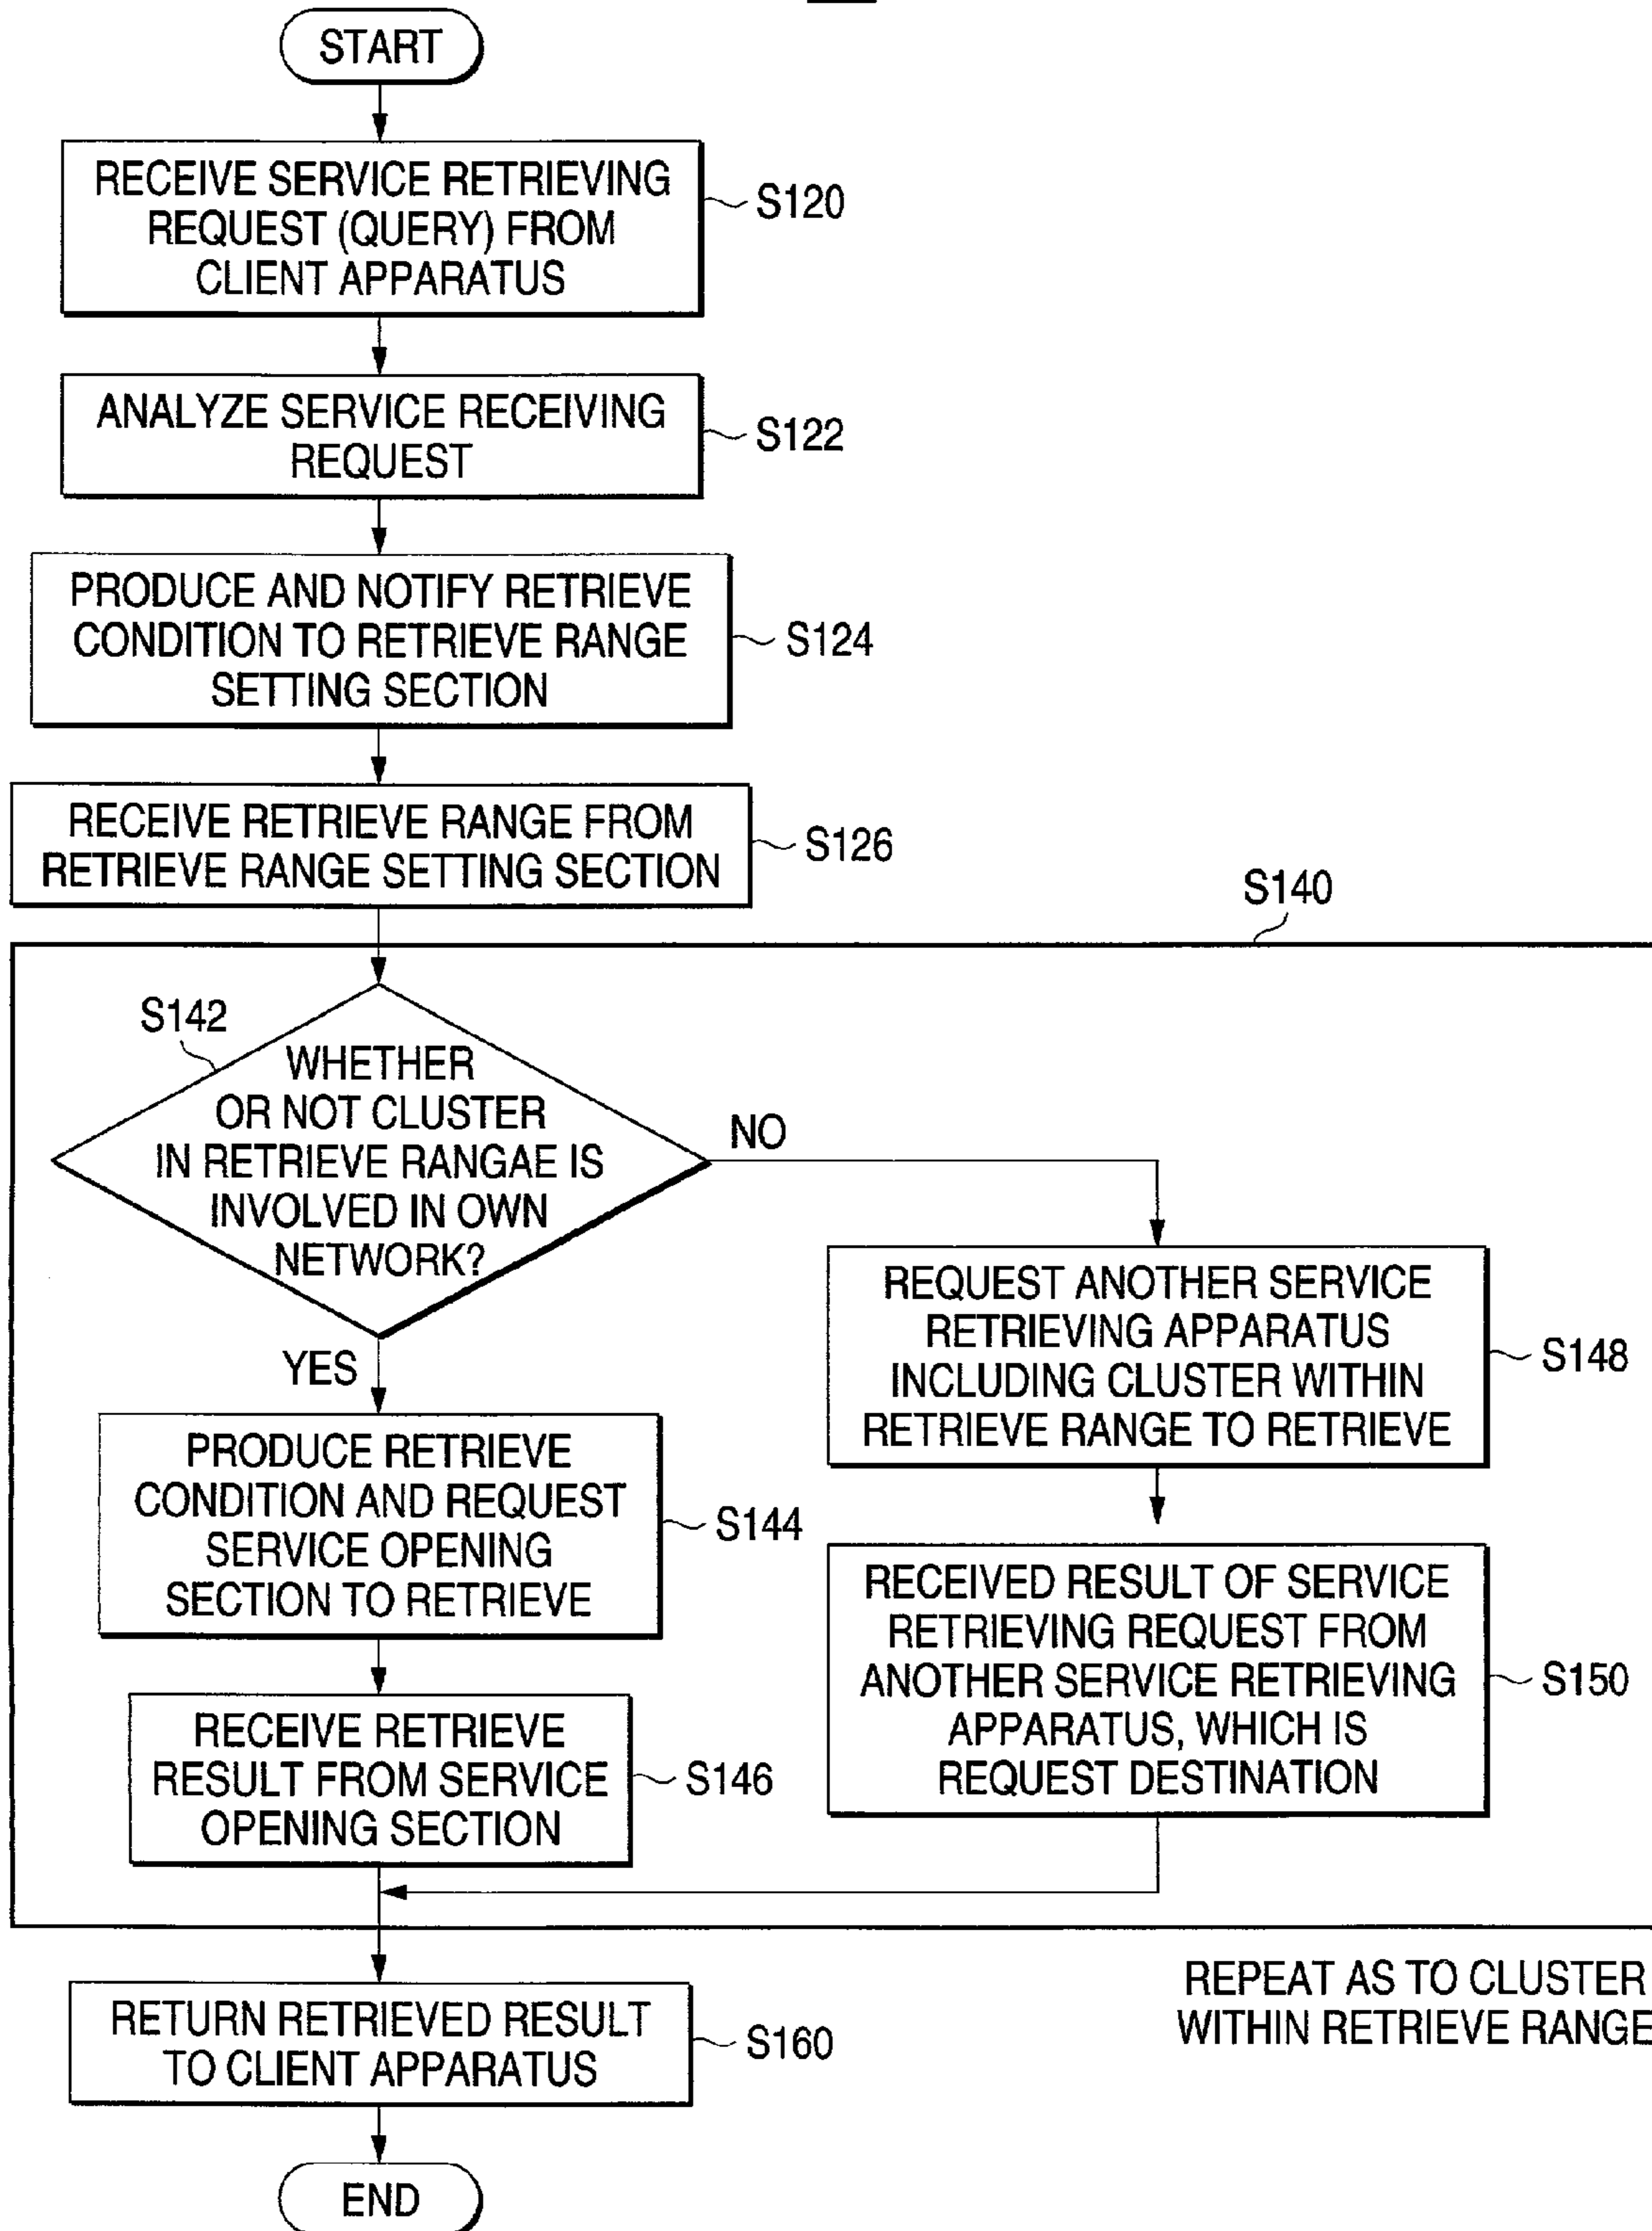 START
RECEIVE SERVICE RETRIEVING
REQUEST (QUERY) FROM
CLIENT APPARATUS
S120
ANALYZE SERVICE RECEIVING
REQUEST
S122
PRODUCE AND NOTIFY RETRIEVE
CONDITION TO RETRIEVE RANGE
SETTING SECTION
S124
RECEIVE RETRIEVE RANGE FROM
RETRIEVE RANGE SETTING SECTION
S126
S140
S142
WHETHER
OR NOT CLUSTER
IN RETRIEVE RANGAE IS
INVOLVED IN OWN
NETWORK?
NO
YES
PRODUCE RETRIEVE
CONDITION AND REQUEST
SERVICE OPENING
SECTION TO RETRIEVE
S144
RECEIVE RETRIEVE
RESULT FROM SERVICE
OPENING SECTION
S146
REQUEST ANOTHER SERVICE
RETRIEVING APPARATUS
INCLUDING CLUSTER WITHIN
RETRIEVE RANGE TO RETRIEVE
S148
RECEIVED RESULT OF SERVICE
RETRIEVING REQUEST FROM
ANOTHER SERVICE RETRIEVING
APPARATUS, WHICH IS
REQUEST DESTINATION
S150
REPEAT AS TO CLUSTER
WITHIN RETRIEVE RANGE
RETURN RETRIEVED RESULT
TO CLIENT APPARATUS
S160
END